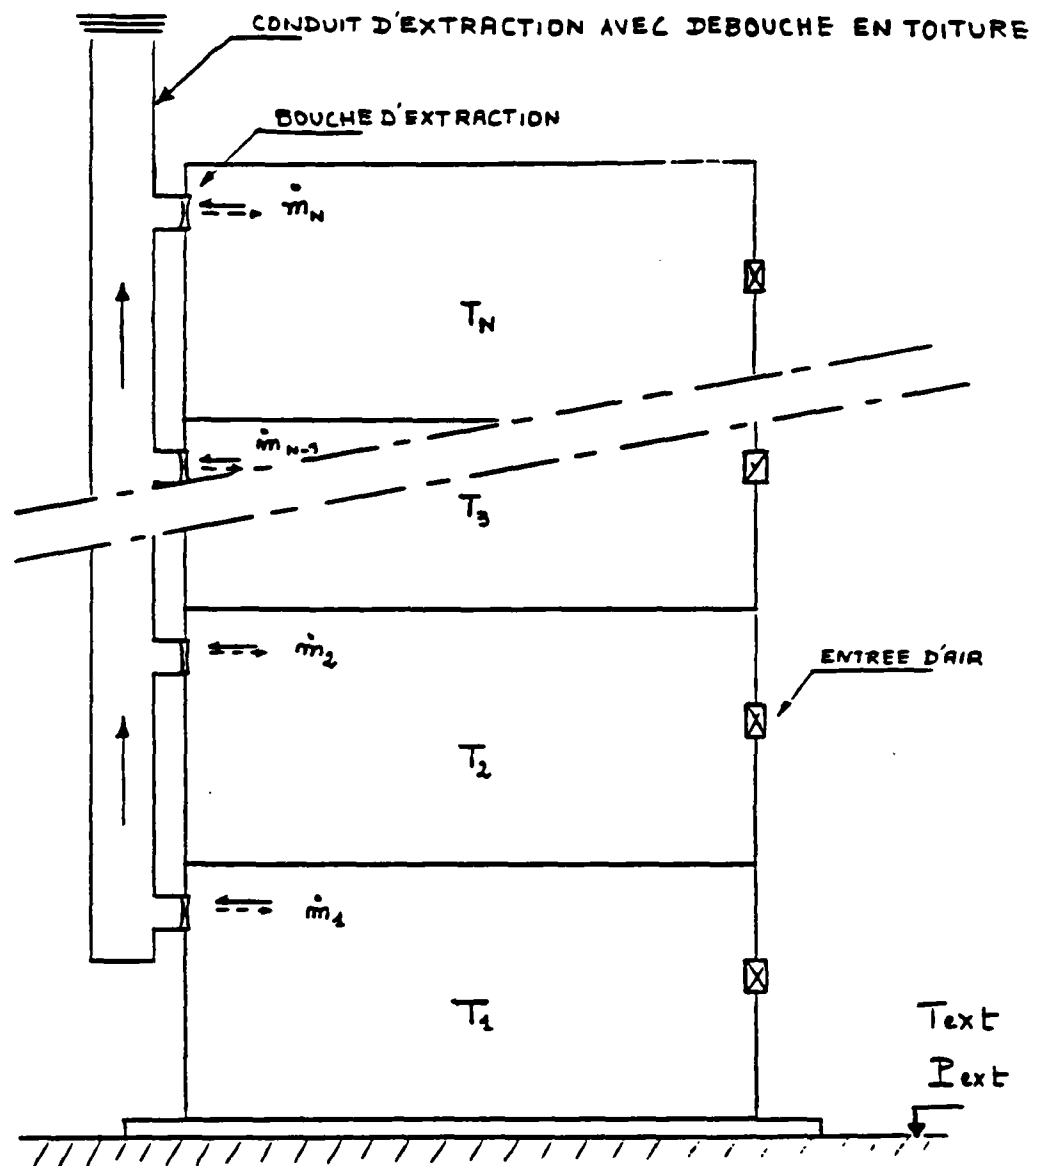 CONDUIT D'EXTRACTION AVEC DEBOUCHE EN TOITURE
BOUCHE D'EXTRACTION
ṁN
TN
ṁN-1
T3
ṁ2
ENTREE D'AIR
T2
ṁ1
T1
Text
Pext